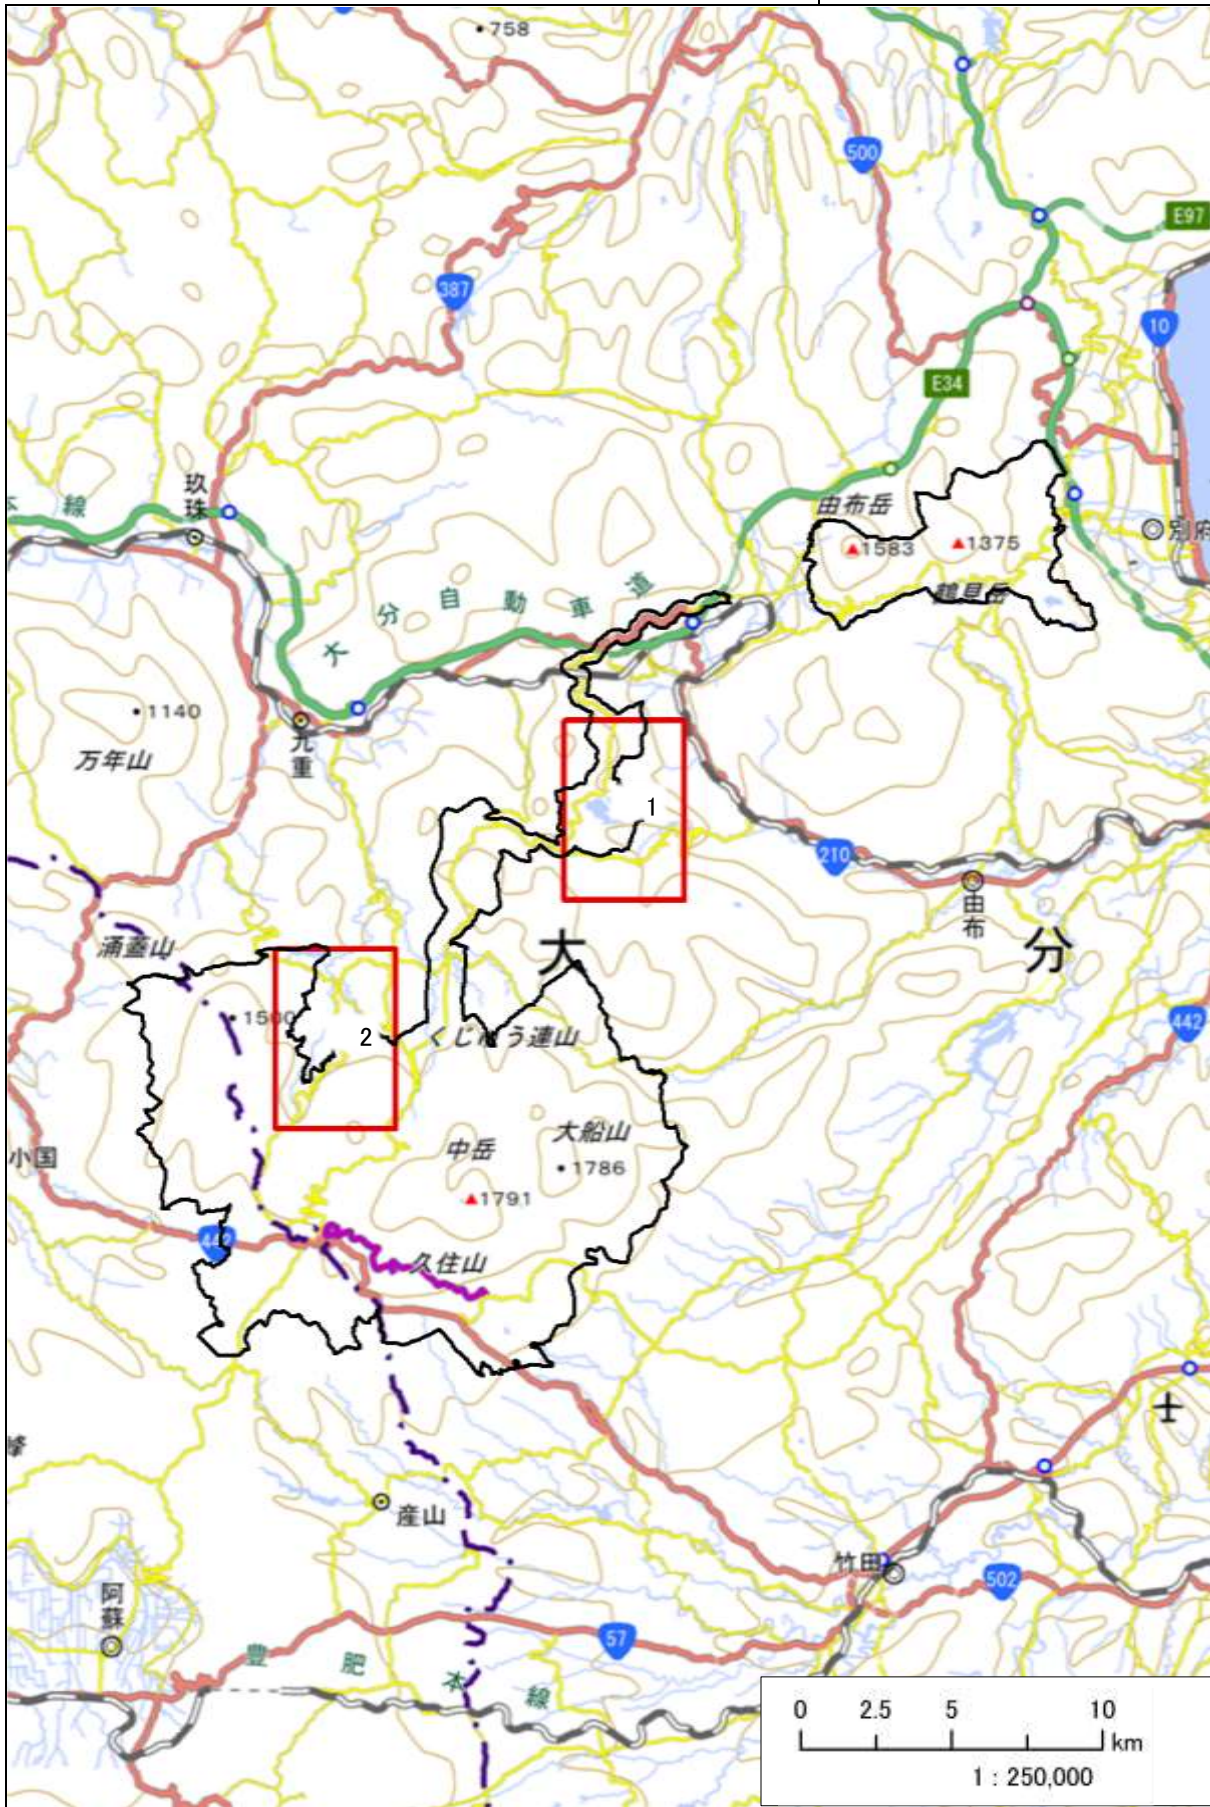 758
500
E97
387
10
E34
玖珠
本線
由布岳
1583
1375
別府
鶴見岳
大分自動車道
1140
万年山
九重
1
210
由布
涌蓋山
大
分
1500
2
くじゅう連山
442
小国
中岳
大船山
1786
1791
442
久住山
士
峰
産山
竹田
502
阿蘇
57
豊肥本線
0 2.5 5 10
km
1 : 250,000